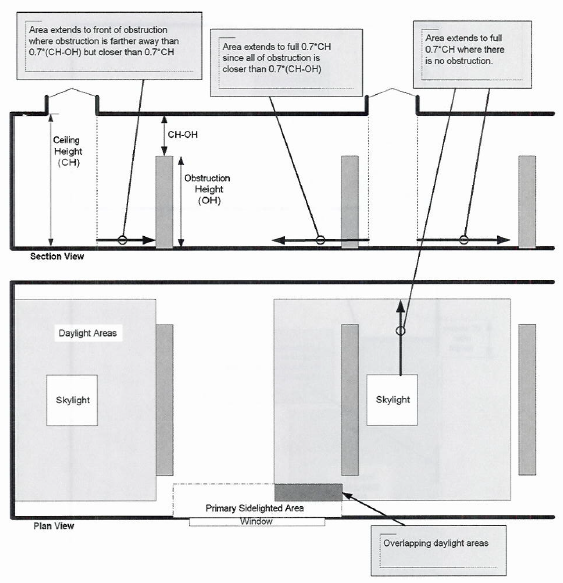 Area extends to front of obstruction
where obstruction is farther away than
0.7*(CH-OH) but closer than 0.7*CH
Area extends to full 0.7*CH
since all of obstruction is
closer than 0.7*(CH-OH)
Area extends to full
0.7*CH where there
is no obstruction.
Ceiling
Height
(CH)
CH-OH
Obstruction
Height
(OH)
Section View
Daylight Areas
Skylight
Skylight
Primary Sidelighted Area
Window
Plan View
Overlapping daylight areas